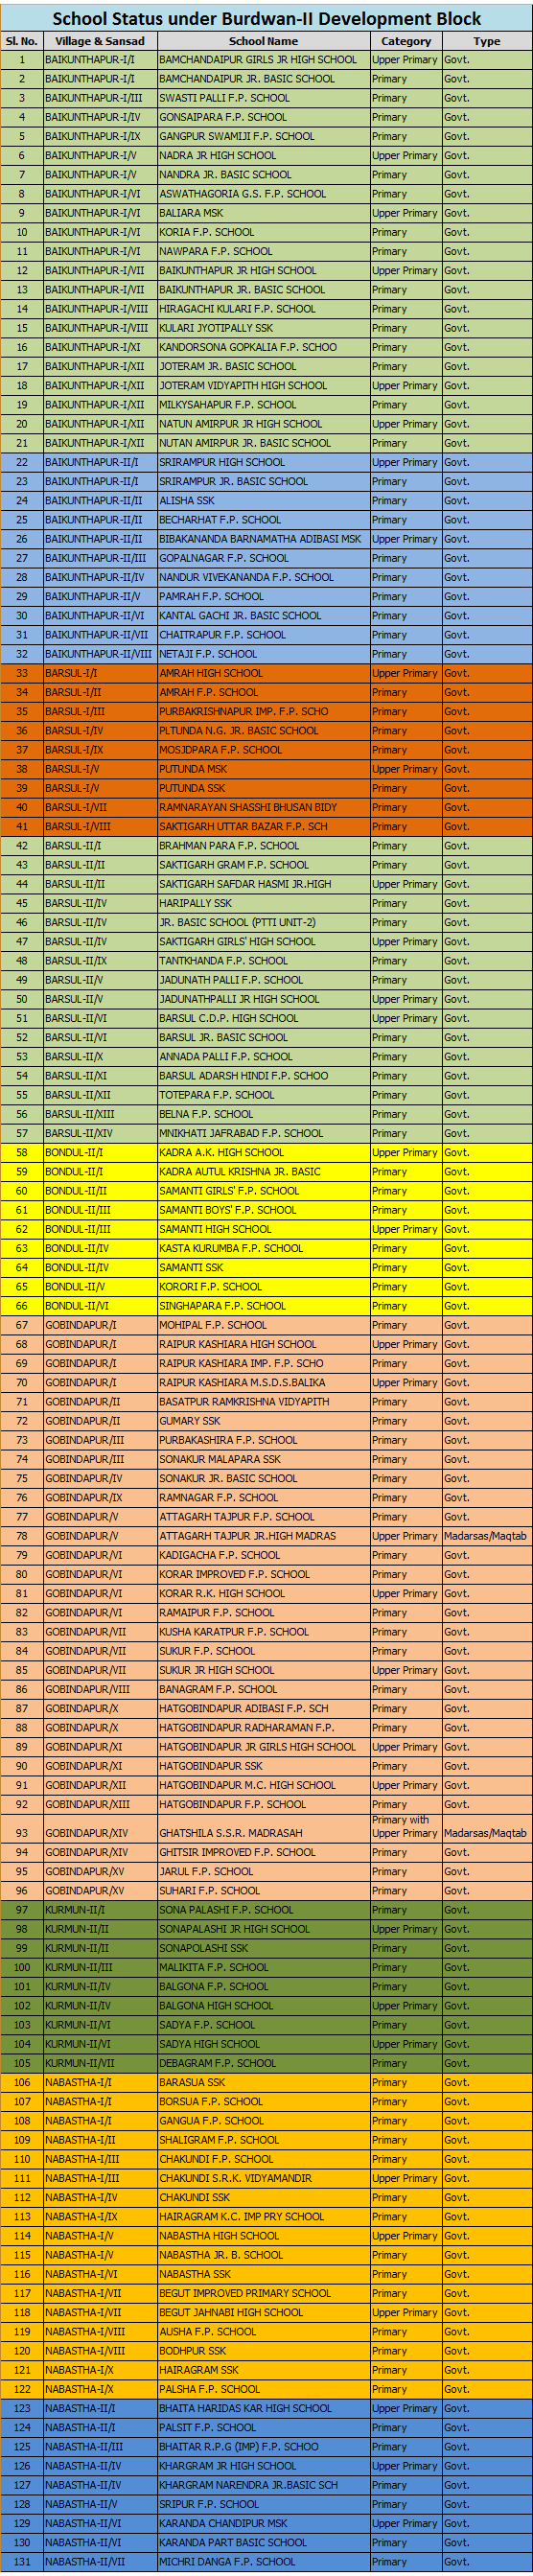 School Status under Burdwan-II Development Block
Sl. No. Village & Sansad School Name Category Type
1 BAIKUNTHAPUR-I/I BAMCHANDAIPUR GIRLS JR HIGH SCHOOL Upper Primary Govt.
2 BAIKUNTHAPUR-I/I BAMCHANDAIPUR JR. BASIC SCHOOL Primary Govt.
3 BAIKUNTHAPUR-I/III SWASTI PALLI F.P. SCHOOL Primary Govt.
4 BAIKUNTHAPUR-I/IV GONSAIPARA F.P. SCHOOL Primary Govt.
5 BAIKUNTHAPUR-I/IX GANGPUR SWAMIJI F.P. SCHOOL Primary Govt.
6 BAIKUNTHAPUR-I/V NADRA JR HIGH SCHOOL Upper Primary Govt.
7 BAIKUNTHAPUR-I/V NANDRA JR. BASIC SCHOOL Primary Govt.
8 BAIKUNTHAPUR-I/VI ASWATHAGORIA G.S. F.P. SCHOOL Primary Govt.
9 BAIKUNTHAPUR-I/VI BALIARA MSK Upper Primary Govt.
10 BAIKUNTHAPUR-I/VI KORIA F.P. SCHOOL Primary Govt.
11 BAIKUNTHAPUR-I/VI NAWPARA F.P. SCHOOL Primary Govt.
12 BAIKUNTHAPUR-I/VII BAIKUNTHAPUR JR HIGH SCHOOL Upper Primary Govt.
13 BAIKUNTHAPUR-I/VII BAIKUNTHAPUR JR. BASIC SCHOOL Primary Govt.
14 BAIKUNTHAPUR-I/VIII HIRAGACHI KULARI F.P. SCHOOL Primary Govt.
15 BAIKUNTHAPUR-I/VIII KULARI JYOTIPALLY SSK Primary Govt.
16 BAIKUNTHAPUR-I/XI KANDORSONA GOPKALIA F.P. SCHOO Primary Govt.
17 BAIKUNTHAPUR-I/XII JOTERAM JR. BASIC SCHOOL Primary Govt.
18 BAIKUNTHAPUR-I/XII JOTERAM VIDYAPITH HIGH SCHOOL Upper Primary Govt.
19 BAIKUNTHAPUR-I/XII MILKYSAHAPUR F.P. SCHOOL Primary Govt.
20 BAIKUNTHAPUR-I/XII NATUN AMIRPUR JR HIGH SCHOOL Upper Primary Govt.
21 BAIKUNTHAPUR-I/XII NUTAN AMIRPUR JR. BASIC SCHOOL Primary Govt.
22 BAIKUNTHAPUR-II/I SRIRAMPUR HIGH SCHOOL Upper Primary Govt.
23 BAIKUNTHAPUR-II/I SRIRAMPUR JR. BASIC SCHOOL Primary Govt.
24 BAIKUNTHAPUR-II/II ALISHA SSK Primary Govt.
25 BAIKUNTHAPUR-II/II BECHARHAT F.P. SCHOOL Primary Govt.
26 BAIKUNTHAPUR-II/II BIBAKANANDA BARNAMATHA ADIBASI MSK Upper Primary Govt.
27 BAIKUNTHAPUR-II/III GOPALNAGAR F.P. SCHOOL Primary Govt.
28 BAIKUNTHAPUR-II/IV NANDUR VIVEKANANDA F.P. SCHOOL Primary Govt.
29 BAIKUNTHAPUR-II/V PAMRAH F.P. SCHOOL Primary Govt.
30 BAIKUNTHAPUR-II/VI KANTAL GACHI JR. BASIC SCHOOL Primary Govt.
31 BAIKUNTHAPUR-II/VII CHAITRAPUR F.P. SCHOOL Primary Govt.
32 BAIKUNTHAPUR-II/VIII NETAJI F.P. SCHOOL Primary Govt.
33 BARSUL-I/I AMRAH HIGH SCHOOL Upper Primary Govt.
34 BARSUL-I/II AMRAH F.P. SCHOOL Primary Govt.
35 BARSUL-I/III PURBAKRISHNAPUR IMP. F.P. SCHO Primary Govt.
36 BARSUL-I/IV PLTUNDA N.G. JR. BASIC SCHOOL Primary Govt.
37 BARSUL-I/IX MOSJDPARA F.P. SCHOOL Primary Govt.
38 BARSUL-I/V PUTUNDA MSK Upper Primary Govt.
39 BARSUL-I/V PUTUNDA SSK Primary Govt.
40 BARSUL-I/VII RAMNARAYAN SHASSHI BHUSAN BIDY Primary Govt.
41 BARSUL-I/VIII SAKTIGARH UTTAR BAZAR F.P. SCH Primary Govt.
42 BARSUL-II/I BRAHMAN PARA F.P. SCHOOL Primary Govt.
43 BARSUL-II/II SAKTIGARH GRAM F.P. SCHOOL Primary Govt.
44 BARSUL-II/II SAKTIGARH SAFDAR HASMI JR.HIGH Upper Primary Govt.
45 BARSUL-II/IV HARIPALLY SSK Primary Govt.
46 BARSUL-II/IV JR. BASIC SCHOOL (PTTI UNIT-2) Primary Govt.
47 BARSUL-II/IV SAKTIGARH GIRLS' HIGH SCHOOL Upper Primary Govt.
48 BARSUL-II/IX TANTKHANDA F.P. SCHOOL Primary Govt.
49 BARSUL-II/V JADUNATH PALLI F.P. SCHOOL Primary Govt.
50 BARSUL-II/V JADUNATHPALLI JR HIGH SCHOOL Upper Primary Govt.
51 BARSUL-II/VI BARSUL C.D.P. HIGH SCHOOL Upper Primary Govt.
52 BARSUL-II/VI BARSUL JR. BASIC SCHOOL Primary Govt.
53 BARSUL-II/X ANNADA PALLI F.P. SCHOOL Primary Govt.
54 BARSUL-II/XI BARSUL ADARSH HINDI F.P. SCHOO Primary Govt.
55 BARSUL-II/XII TOTEPARA F.P. SCHOOL Primary Govt.
56 BARSUL-II/XIII BELNA F.P. SCHOOL Primary Govt.
57 BARSUL-II/XIV MNIKHATI JAFRABAD F.P. SCHOOL Primary Govt.
58 BONDUL-II/I KADRA A.K. HIGH SCHOOL Upper Primary Govt.
59 BONDUL-II/I KADRA AUTUL KRISHNA JR. BASIC Primary Govt.
60 BONDUL-II/II SAMANTI GIRLS' F.P. SCHOOL Primary Govt.
61 BONDUL-II/III SAMANTI BOYS' F.P. SCHOOL Primary Govt.
62 BONDUL-II/III SAMANTI HIGH SCHOOL Upper Primary Govt.
63 BONDUL-II/IV KASTA KURUMBA F.P. SCHOOL Primary Govt.
64 BONDUL-II/IV SAMANTI SSK Primary Govt.
65 BONDUL-II/V KORORI F.P. SCHOOL Primary Govt.
66 BONDUL-II/VI SINGHAPARA F.P. SCHOOL Primary Govt.
67 GOBINDAPUR/I MOHIPAL F.P. SCHOOL Primary Govt.
68 GOBINDAPUR/I RAIPUR KASHIARA HIGH SCHOOL Upper Primary Govt.
69 GOBINDAPUR/I RAIPUR KASHIARA IMP. F.P. SCHO Primary Govt.
70 GOBINDAPUR/I RAIPUR KASHIARA M.S.D.S.BALIKA Upper Primary Govt.
71 GOBINDAPUR/II BASATPUR RAMKRISHNA VIDYAPITH Primary Govt.
72 GOBINDAPUR/II GUMARY SSK Primary Govt.
73 GOBINDAPUR/III PURBAKASHIRA F.P. SCHOOL Primary Govt.
74 GOBINDAPUR/III SONAKUR MALAPARA SSK Primary Govt.
75 GOBINDAPUR/IV SONAKUR JR. BASIC SCHOOL Primary Govt.
76 GOBINDAPUR/IX RAMNAGAR F.P. SCHOOL Primary Govt.
77 GOBINDAPUR/V ATTAGARH TAJPUR F.P. SCHOOL Primary Govt.
78 GOBINDAPUR/V ATTAGARH TAJPUR JR.HIGH MADRAS Upper Primary Madarsas/Maqtab
79 GOBINDAPUR/VI KADIGACHA F.P. SCHOOL Primary Govt.
80 GOBINDAPUR/VI KORAR IMPROVED F.P. SCHOOL Primary Govt.
81 GOBINDAPUR/VI KORAR R.K. HIGH SCHOOL Upper Primary Govt.
82 GOBINDAPUR/VI RAMAIPUR F.P. SCHOOL Primary Govt.
83 GOBINDAPUR/VII KUSHA KARATPUR F.P. SCHOOL Primary Govt.
84 GOBINDAPUR/VII SUKUR F.P. SCHOOL Primary Govt.
85 GOBINDAPUR/VII SUKUR JR HIGH SCHOOL Upper Primary Govt.
86 GOBINDAPUR/VIII BANAGRAM F.P. SCHOOL Primary Govt.
87 GOBINDAPUR/X HATGOBINDAPUR ADIBASI F.P. SCH Primary Govt.
88 GOBINDAPUR/X HATGOBINDAPUR RADHARAMAN F.P. Primary Govt.
89 GOBINDAPUR/XI HATGOBINDAPUR JR GIRLS HIGH SCHOOL Upper Primary Govt.
90 GOBINDAPUR/XI HATGOBINDAPUR SSK Primary Govt.
91 GOBINDAPUR/XII HATGOBINDAPUR M.C. HIGH SCHOOL Upper Primary Govt.
92 GOBINDAPUR/XIII HATGOBINDAPUR F.P. SCHOOL Primary Govt.
Primary with
93 GOBINDAPUR/XIV GHATSHILA S.S.R. MADRASAH Upper Primary Madarsas/Maqtab
94 GOBINDAPUR/XIV GHITSIR IMPROVED F.P. SCHOOL Primary Govt.
95 GOBINDAPUR/XV JARUL F.P. SCHOOL Primary Govt.
96 GOBINDAPUR/XV SUHARI F.P. SCHOOL Primary Govt.
97 KURMUN-II/I SONA PALASHI F.P. SCHOOL Primary Govt.
98 KURMUN-II/II SONAPALASHI JR HIGH SCHOOL Upper Primary Govt.
99 KURMUN-II/II SONAPOLASHI SSK Primary Govt.
100 KURMUN-II/III MALIKITA F.P. SCHOOL Primary Govt.
101 KURMUN-II/IV BALGONA F.P. SCHOOL Primary Govt.
102 KURMUN-II/IV BALGONA HIGH SCHOOL Upper Primary Govt.
103 KURMUN-II/VI SADYA F.P. SCHOOL Primary Govt.
104 KURMUN-II/VI SADYA HIGH SCHOOL Upper Primary Govt.
105 KURMUN-II/VII DEBAGRAM F.P. SCHOOL Primary Govt.
106 NABASTHA-I/I BARASUA SSK Primary Govt.
107 NABASTHA-I/I BORSUA F.P. SCHOOL Primary Govt.
108 NABASTHA-I/I GANGUA F.P. SCHOOL Primary Govt.
109 NABASTHA-I/II SHALIGRAM F.P. SCHOOL Primary Govt.
110 NABASTHA-I/III CHAKUNDI F.P. SCHOOL Primary Govt.
111 NABASTHA-I/III CHAKUNDI S.R.K. VIDYAMANDIR Upper Primary Govt.
112 NABASTHA-I/IV CHAKUNDI SSK Primary Govt.
113 NABASTHA-I/IX HAIRAGRAM K.C. IMP PRY SCHOOL Primary Govt.
114 NABASTHA-I/V NABASTHA HIGH SCHOOL Upper Primary Govt.
115 NABASTHA-I/V NABASTHA JR. B. SCHOOL Primary Govt.
116 NABASTHA-I/VI NABASTHA SSK Primary Govt.
117 NABASTHA-I/VII BEGUT IMPROVED PRIMARY SCHOOL Primary Govt.
118 NABASTHA-I/VII BEGUT JAHNABI HIGH SCHOOL Upper Primary Govt.
119 NABASTHA-I/VIII AUSHA F.P. SCHOOL Primary Govt.
120 NABASTHA-I/VIII BODHPUR SSK Primary Govt.
121 NABASTHA-I/X HAIRAGRAM SSK Primary Govt.
122 NABASTHA-I/X PALSHA F.P. SCHOOL Primary Govt.
123 NABASTHA-II/I BHAITA HARIDAS KAR HIGH SCHOOL Upper Primary Govt.
124 NABASTHA-II/I PALSIT F.P. SCHOOL Primary Govt.
125 NABASTHA-II/III BHAITAR R.P.G (IMP) F.P. SCHOO Primary Govt.
126 NABASTHA-II/IV KHARGRAM JR HIGH SCHOOL Upper Primary Govt.
127 NABASTHA-II/IV KHARGRAM NARENDRA JR.BASIC SCH Primary Govt.
128 NABASTHA-II/V SRIPUR F.P. SCHOOL Primary Govt.
129 NABASTHA-II/VI KARANDA CHANDIPUR MSK Upper Primary Govt.
130 NABASTHA-II/VI KARANDA PART BASIC SCHOOL Primary Govt.
131 NABASTHA-II/VII MICHRI DANGA F.P. SCHOOL Primary Govt.